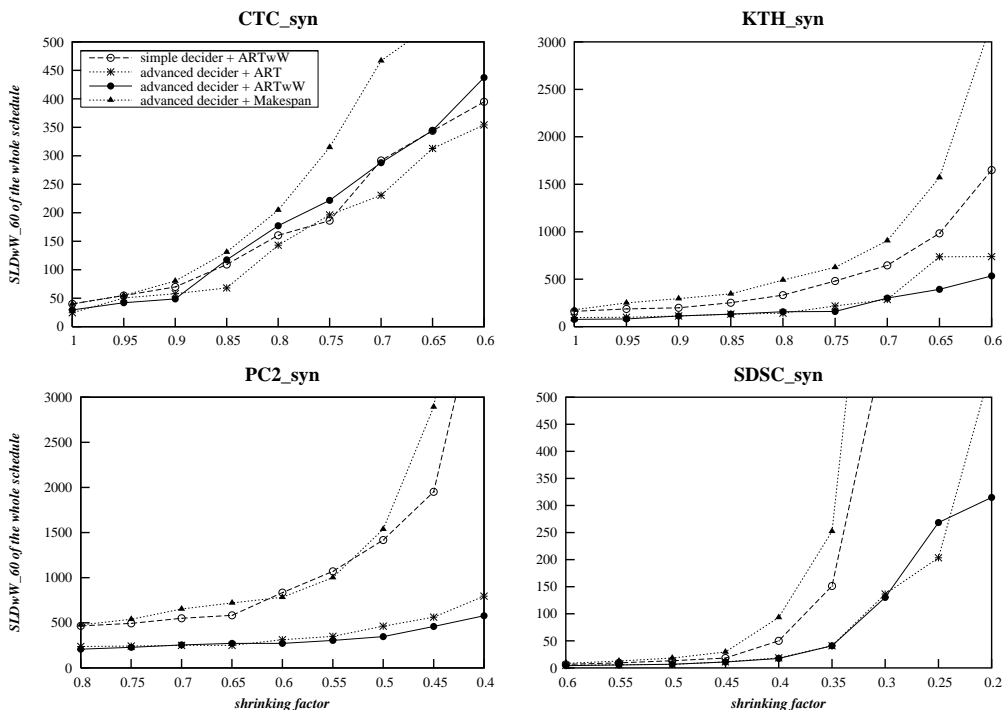 CTC_syn
500
450
400
350
300
250
200
150
100
50
0
SLDwW_60 of the whole schedule
simple decider + ARTwW
advanced decider + ART
advanced decider + ARTwW
advanced decider + Makespan
1 0.95 0.9 0.85 0.8 0.75 0.7 0.65 0.6
KTH_syn
3000
2500
2000
1500
1000
500
0
1 0.95 0.9 0.85 0.8 0.75 0.7 0.65 0.6
PC2_syn
3000
2500
2000
1500
1000
500
0
SLDwW_60 of the whole schedule
0.8 0.75 0.7 0.65 0.6 0.55 0.5 0.45 0.4
shrinking factor
SDSC_syn
500
450
400
350
300
250
200
150
100
50
0
0.6 0.55 0.5 0.45 0.4 0.35 0.3 0.25 0.2
shrinking factor